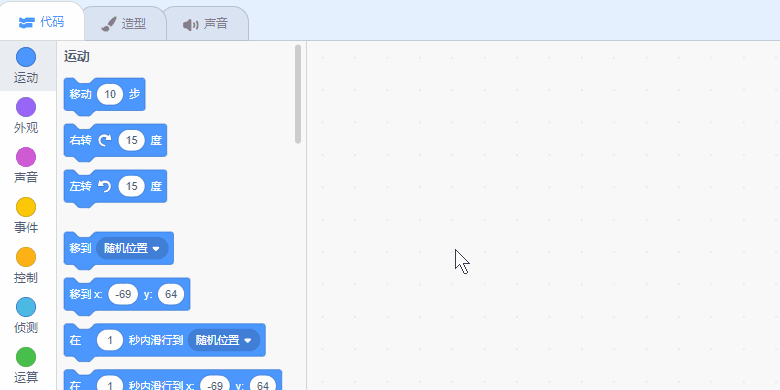 代码 造型 声音
运动
运动
外观
声音
事件
控制
侦测
运算
移动 10 步
右转 15 度
左转 15 度
移到 随机位置
移到 x: -69 y: 64
在 1 秒内滑行到 随机位置
在 1 秒内滑行到 x: -69 y: 64